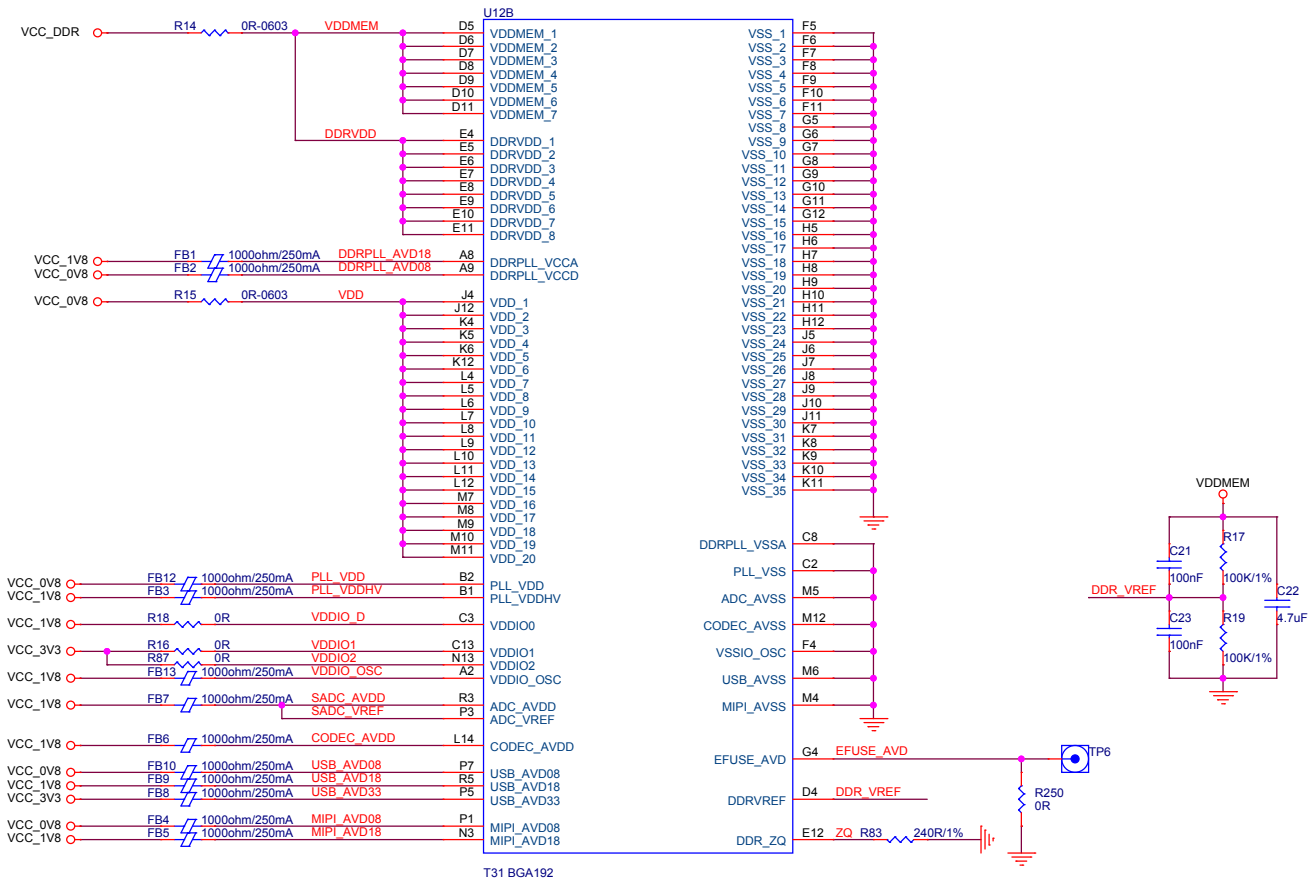 U12B
VCC_DDR R14 0R-0603 VDDMEM D5 VDDMEM_1 VSS_1 F5
D6 VDDMEM_2 VSS_2 F6
D7 VDDMEM_3 VSS_3 F7
D8 VDDMEM_4 VSS_4 F8
D9 VDDMEM_5 VSS_5 F9
D10 VDDMEM_6 VSS_6 F10
D11 VDDMEM_7 VSS_7 F11
VSS_8 G5
DDRVDD E4 DDRVDD_1 VSS_9 G6
E5 DDRVDD_2 VSS_10 G7
E6 DDRVDD_3 VSS_11 G8
E7 DDRVDD_4 VSS_12 G9
E8 DDRVDD_5 VSS_13 G10
E9 DDRVDD_6 VSS_14 G11
E10 DDRVDD_7 VSS_15 G12
E11 DDRVDD_8 VSS_16 H5
VSS_17 H6
VCC_1V8 FB1 1000ohm/250mA DDRPLL_AVD18 A8 DDRPLL_VCCA VSS_18 H7
VCC_0V8 FB2 1000ohm/250mA DDRPLL_AVD08 A9 DDRPLL_VCCD VSS_19 H8
VSS_20 H9
VCC_0V8 R15 0R-0603 VDD J4 VDD_1 VSS_21 H10
J12 VDD_2 VSS_22 H11
K4 VDD_3 VSS_23 H12
K5 VDD_4 VSS_24 J5
K6 VDD_5 VSS_25 J6
K12 VDD_6 VSS_26 J7
L4 VDD_7 VSS_27 J8
L5 VDD_8 VSS_28 J9
L6 VDD_9 VSS_29 J10
L7 VDD_10 VSS_30 J11
L8 VDD_11 VSS_31 K7
L9 VDD_12 VSS_32 K8
L10 VDD_13 VSS_33 K9
L11 VDD_14 VSS_34 K10
L12 VDD_15 VSS_35 K11
M7 VDD_16
M8 VDD_17
M9 VDD_18
M10 VDD_19
M11 VDD_20
DDRPLL_VSSA C8
PLL_VSS C2
VCC_0V8 FB12 1000ohm/250mA PLL_VDD B2 PLL_VDD
VCC_1V8 FB3 1000ohm/250mA PLL_VDDHV B1 PLL_VDDHV ADC_AVSS M5
VCC_1V8 R18 0R VDDIO_D C3 VDDIO0 CODEC_AVSS M12
VCC_3V3 R16 0R VDDIO1 C13 VDDIO1 VSSIO_OSC F4
R87 0R VDDIO2 N13 VDDIO2
VCC_1V8 FB13 1000ohm/250mA VDDIO_OSC A2 VDDIO_OSC USB_AVSS M6
VCC_1V8 FB7 1000ohm/250mA SADC_AVDD R3 ADC_AVDD MIPI_AVSS M4
SADC_VREF P3 ADC_VREF
VCC_1V8 FB6 1000ohm/250mA CODEC_AVDD L14 CODEC_AVDD
EFUSE_AVD G4 EFUSE_AVD TP6
VCC_0V8 FB10 1000ohm/250mA USB_AVD08 P7 USB_AVD08
VCC_1V8 FB9 1000ohm/250mA USB_AVD18 R5 USB_AVD18
VCC_3V3 FB8 1000ohm/250mA USB_AVD33 P5 USB_AVD33 DDRVREF D4 DDR_VREF
R250
0R
VCC_0V8 FB4 1000ohm/250mA MIPI_AVD08 P1 MIPI_AVD08
VCC_1V8 FB5 1000ohm/250mA MIPI_AVD18 N3 MIPI_AVD18 DDR_ZQ E12 ZQ R83 240R/1%
T31 BGA192
VDDMEM
C21 R17
100nF 100K/1%
DDR_VREF C22
C23 R19 4.7uF
100nF 100K/1%